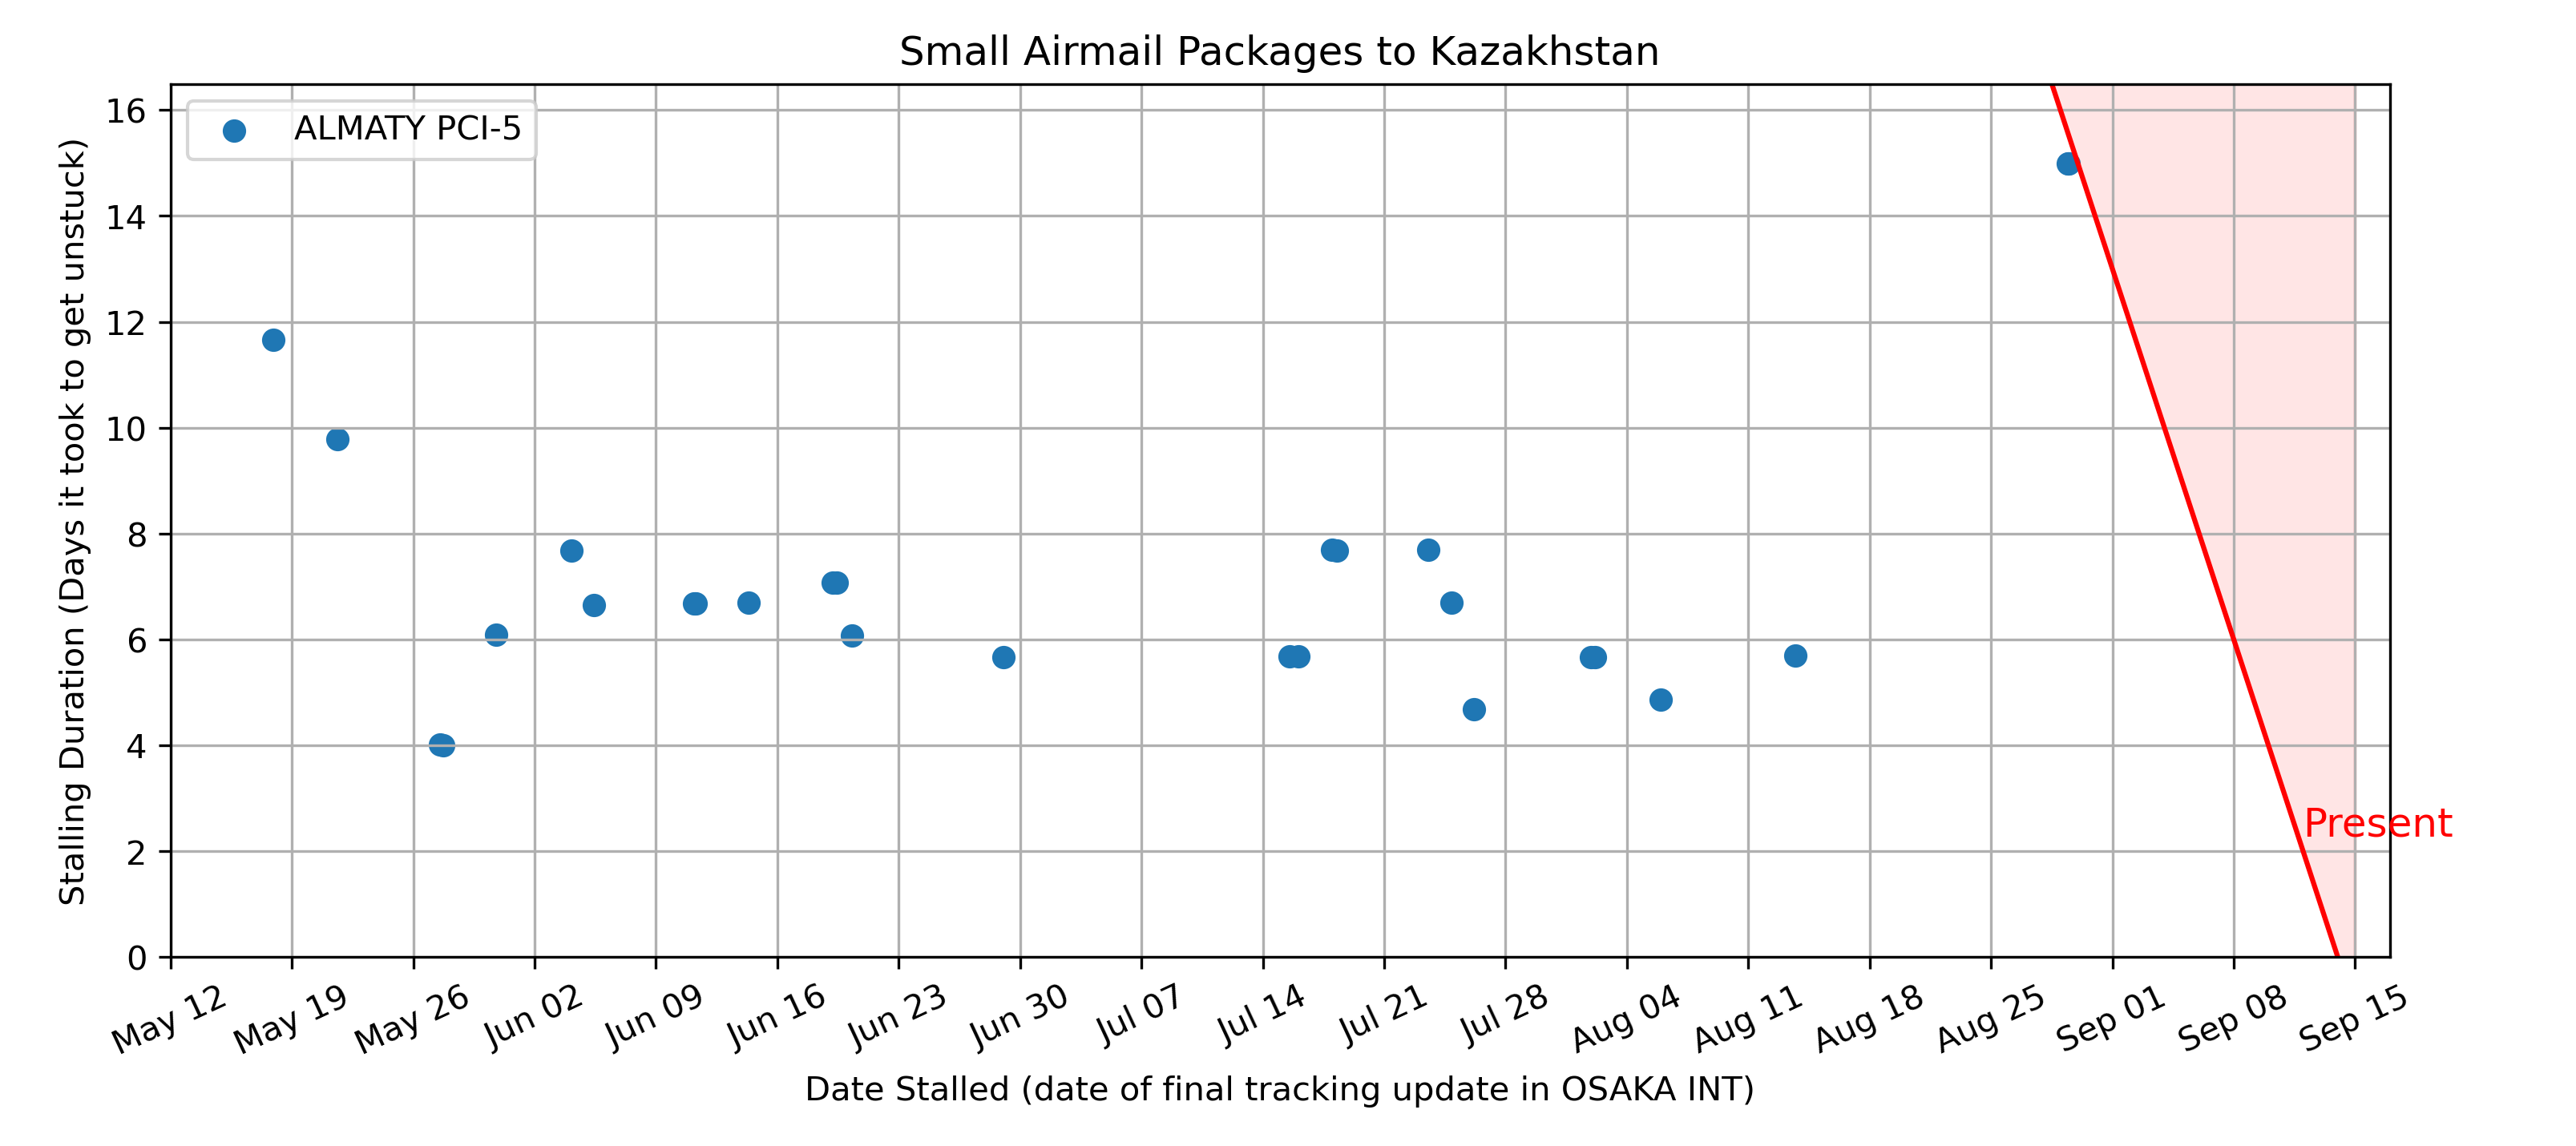 Small Airmail Packages to Kazakhstan
ALMATY PCI-5
Stalling Duration (Days it took to get unstuck)
16
14
12
10
8
6
4
2
0
Present
May 12
May 19
May 26
Jun 02
Jun 09
Jun 16
Jun 23
Jun 30
Jul 07
Jul 14
Jul 21
Jul 28
Aug 04
Aug 11
Aug 18
Aug 25
Sep 01
Sep 08
Sep 15
Date Stalled (date of final tracking update in OSAKA INT)